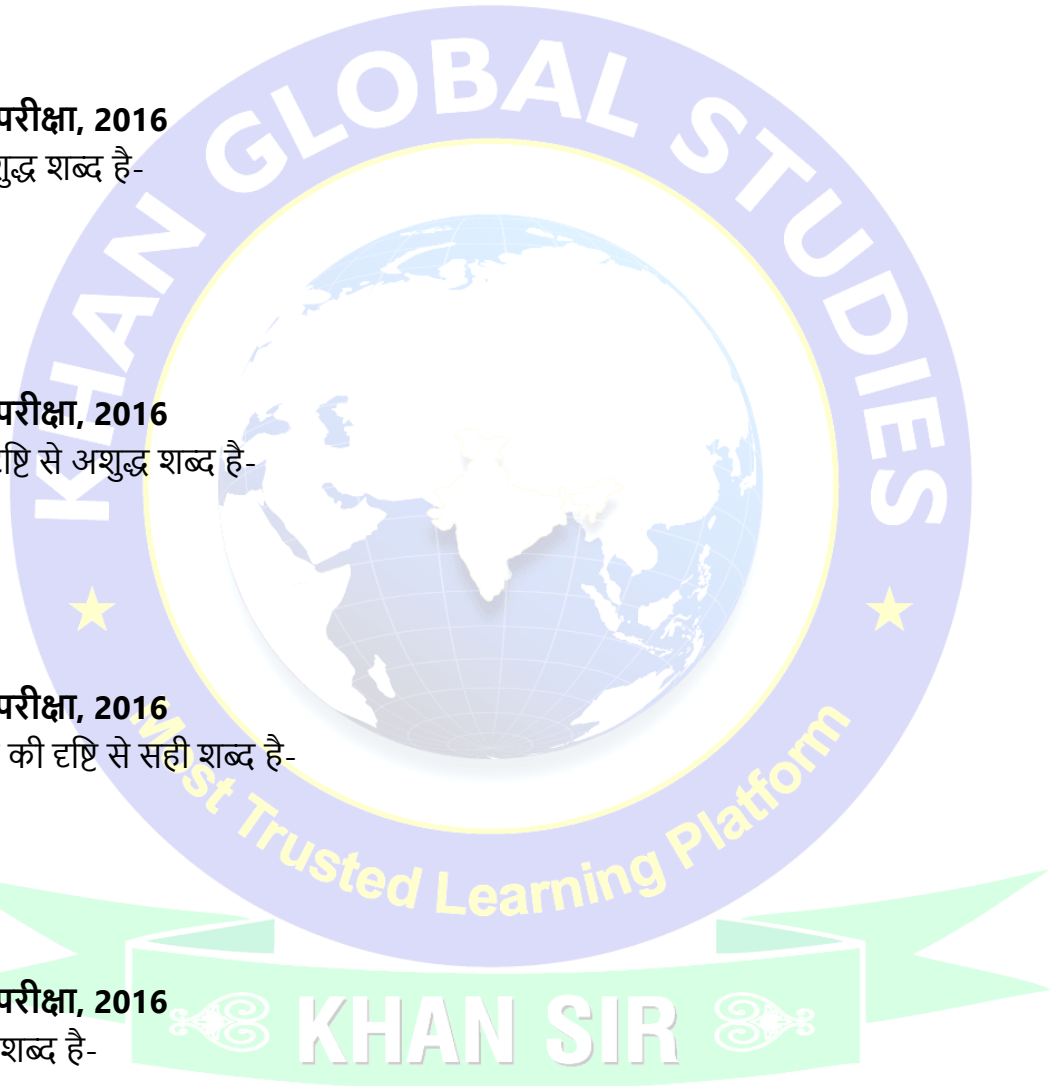 परीक्षा, 2016
शुद्ध शब्द है-
परीक्षा, 2016
दृष्टि से अशुद्ध शब्द है-
परीक्षा, 2016
की दृष्टि से सही शब्द है-
परीक्षा, 2016
शब्द है-
KHAN GLOBAL STUDIES
Most Trusted Learning Platform
KHAN SIR